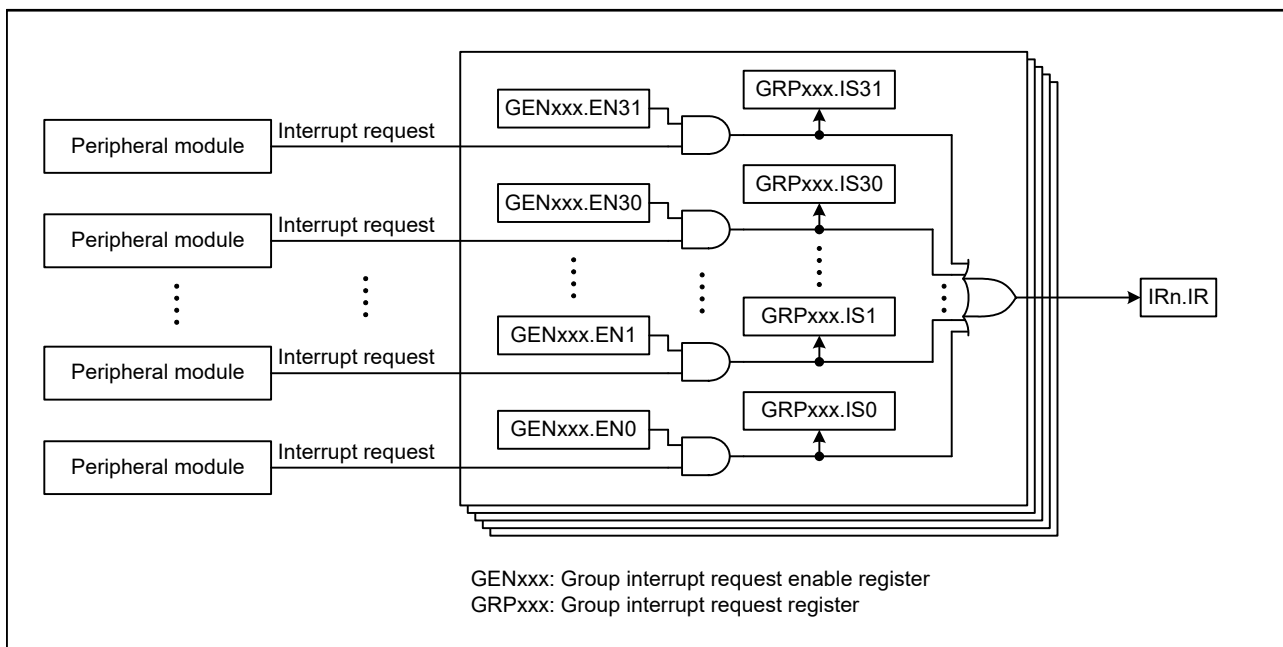 GRPxxx.IS31
GENxxx.EN31
Interrupt request
Peripheral module
GRPxxx.IS30
GENxxx.EN30
Interrupt request
Peripheral module
IRn.IR
GRPxxx.IS1
GENxxx.EN1
Interrupt request
Peripheral module
GRPxxx.IS0
GENxxx.EN0
Interrupt request
Peripheral module
GENxxx: Group interrupt request enable register
GRPxxx: Group interrupt request register